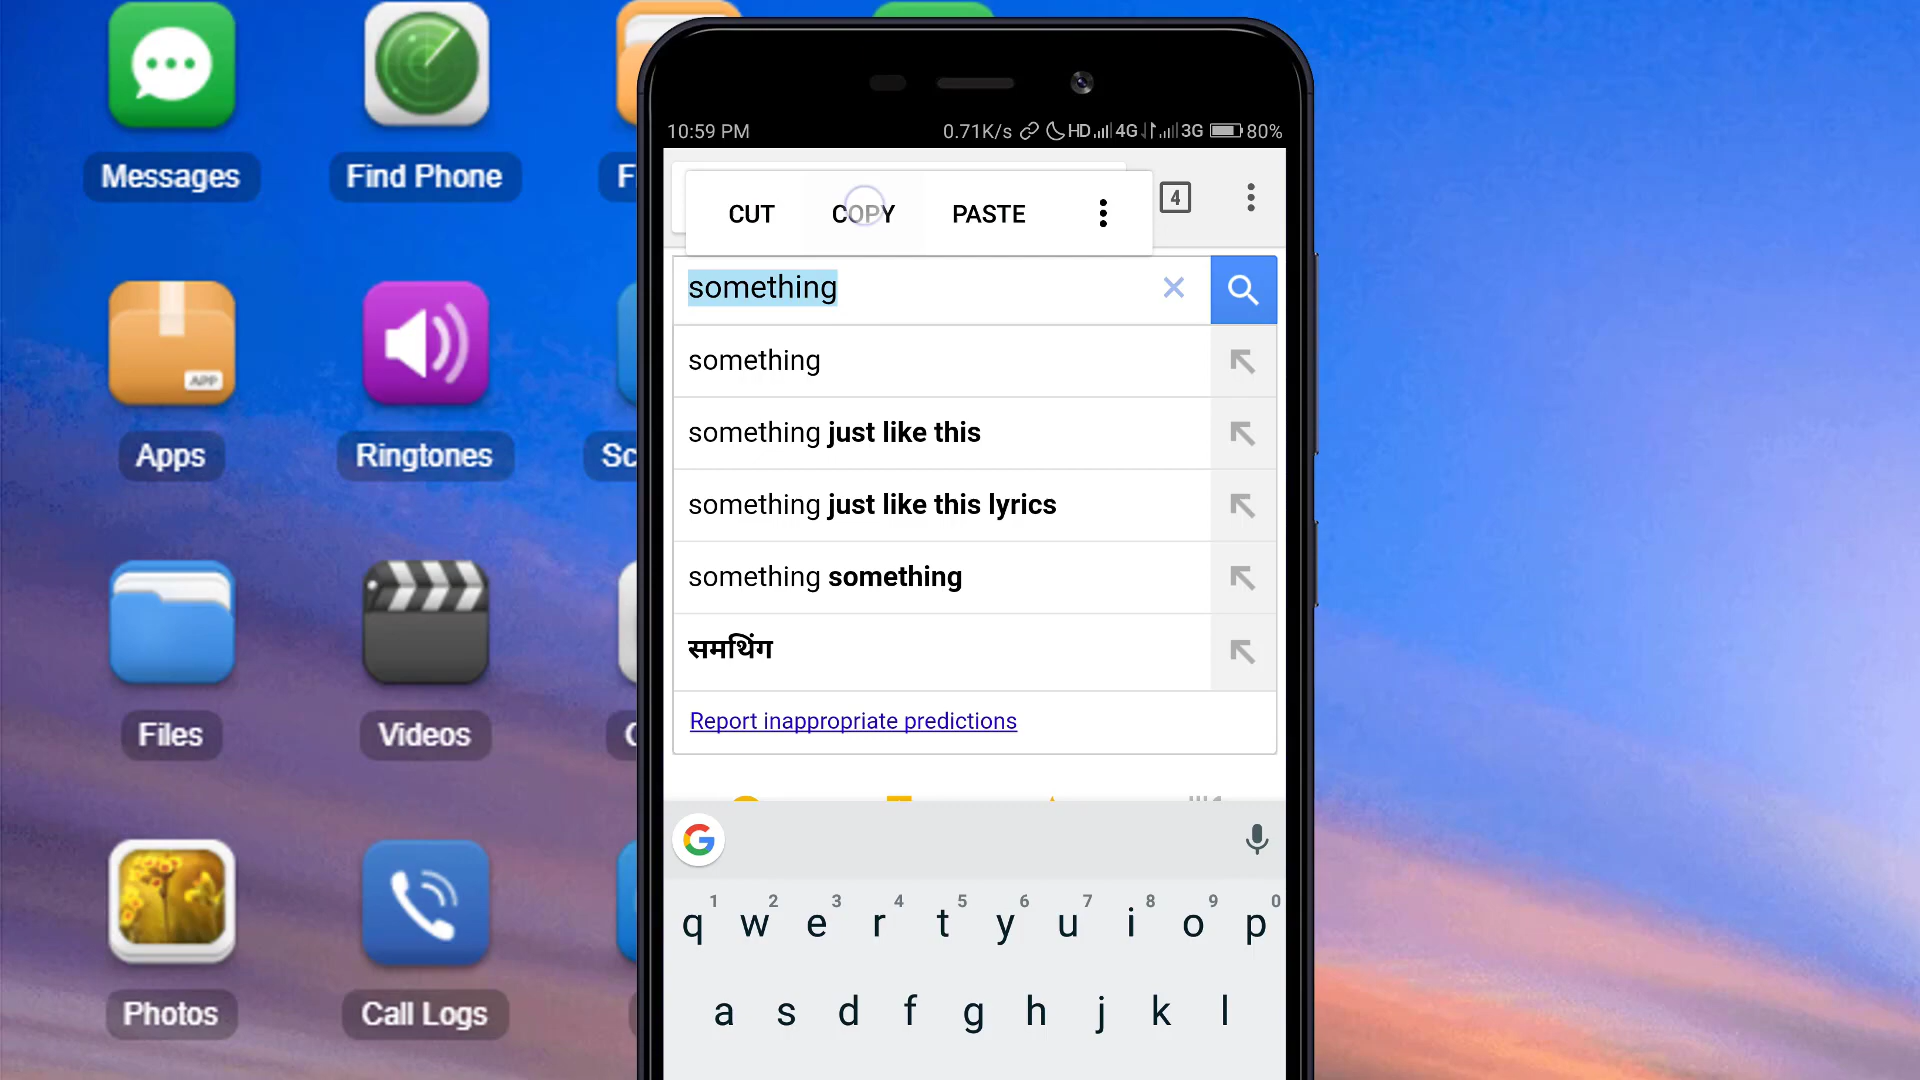 Messages
Find Phone
Apps
Ringtones
Files
Videos
Photos
Call Logs
10:59 PM 0.71K/s HD 4G 3G 80%
CUT COPY PASTE
4
something
something
something just like this
something just like this lyrics
something something
समथिंग
Report inappropriate predictions
G
1 2 3 4 5 6 7 8 9 0
q w e r t y u i o p
a s d f g h j k l